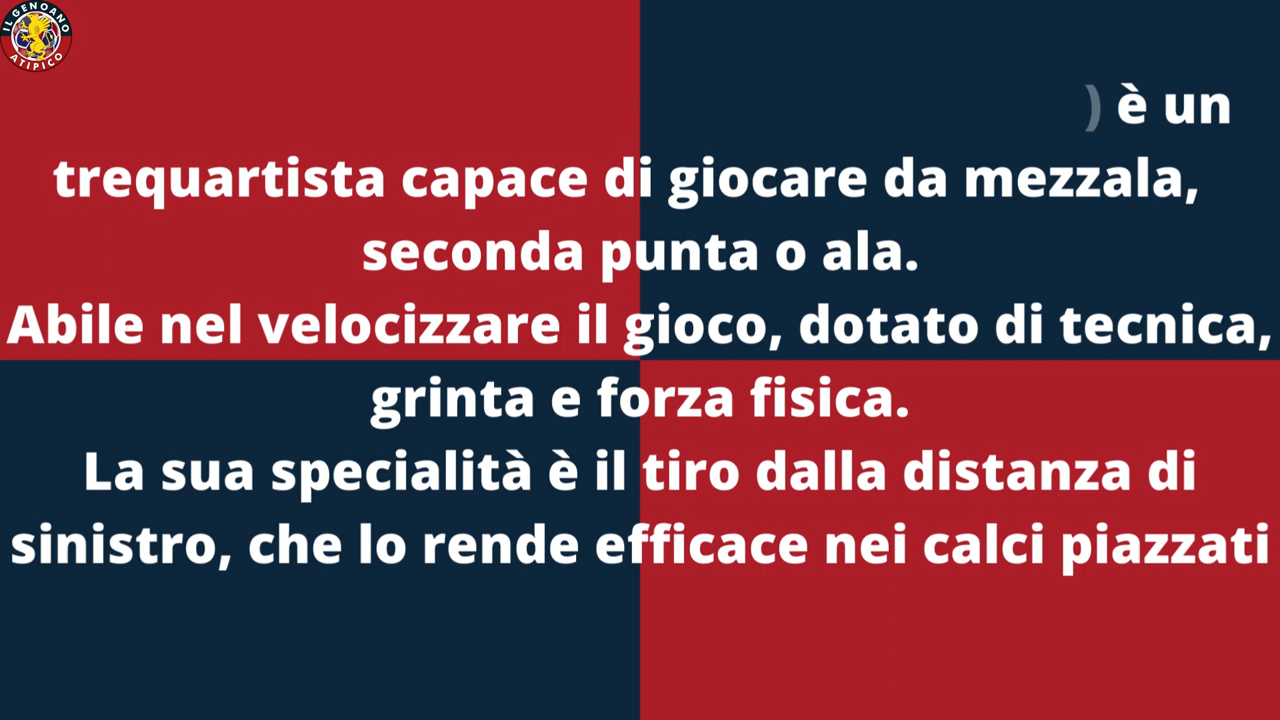 IL GENOANO
ATIPICO
) è un
trequartista capace di giocare da mezzala,
seconda punta o ala.
Abile nel velocizzare il gioco, dotato di tecnica,
grinta e forza fisica.
La sua specialità è il tiro dalla distanza di
sinistro, che lo rende efficace nei calci piazzati